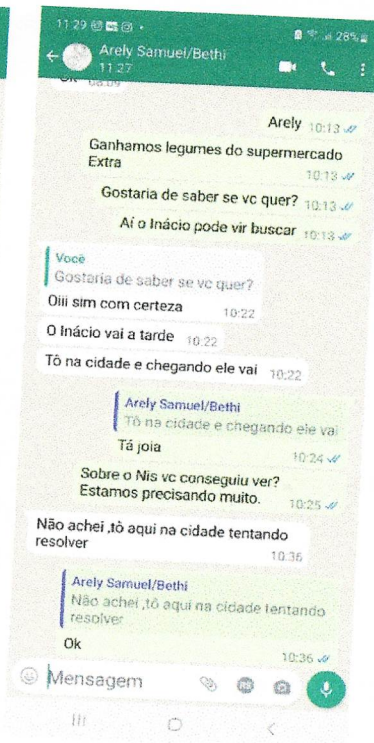 11:29
28%
Arely Samuel/Bethi
11:27
Ok 08:09
Arely 10:13
Ganhamos legumes do supermercado
Extra
10:13
Gostaria de saber se vc quer? 10:13
Aí o Inácio pode vir buscar 10:13
Você
Gostaria de saber se vc quer?
Oiii sim com certeza 10:22
O Inácio vai a tarde 10:22
Tô na cidade e chegando ele vai 10:22
Arely Samuel/Bethi
Tô na cidade e chegando ele vai
Tá joia 10:24
Sobre o Nis vc conseguiu ver?
Estamos precisando muito. 10:25
Não achei ,tô aqui na cidade tentando
resolver
10:36
Arely Samuel/Bethi
Não achei ,tô aqui na cidade tentando
resolver
Ok
10:36
Mensagem
R$